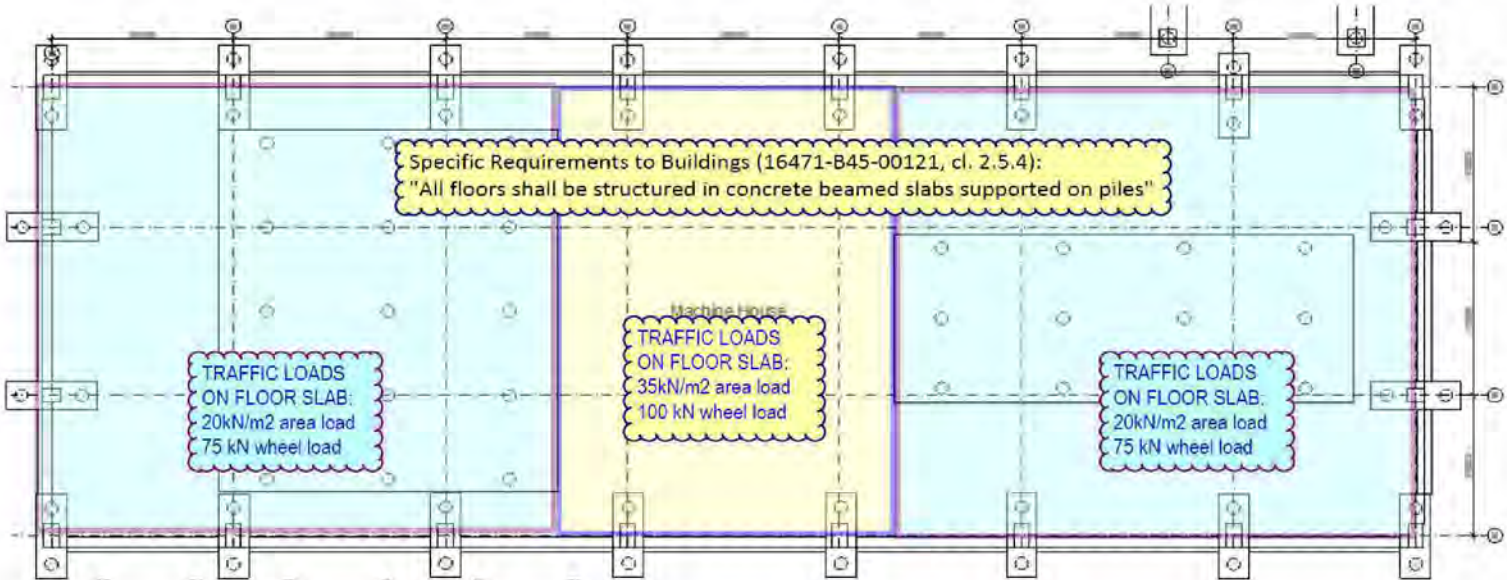 Specific Requirements to Buildings (16471-B45-00121, cl. 2.5.4):
"All floors shall be structured in concrete beamed slabs supported on piles"
Machine House
TRAFFIC LOADS
ON FLOOR SLAB:
20kN/m2 area load
75 kN wheel load
TRAFFIC LOADS
ON FLOOR SLAB:
35kN/m2 area load
100 kN wheel load
TRAFFIC LOADS
ON FLOOR SLAB:
20kN/m2 area load
75 kN wheel load